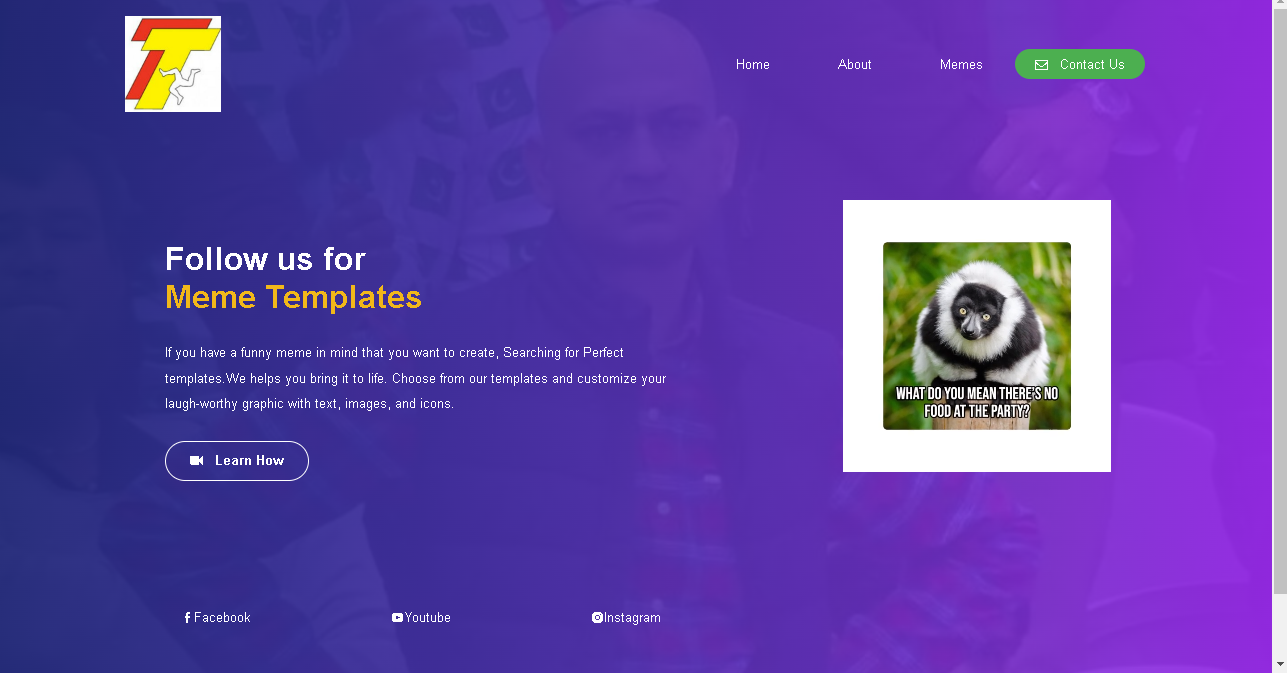 Home
About
Memes
Contact Us
Follow us for
Meme Templates
If you have a funny meme in mind that you want to create, Searching for Perfect
templates.We helps you bring it to life. Choose from our templates and customize your
laugh-worthy graphic with text, images, and icons.
Learn How
WHAT DO YOU MEAN THERE'S NO
FOOD AT THE PARTY?
Facebook
Youtube
Instagram